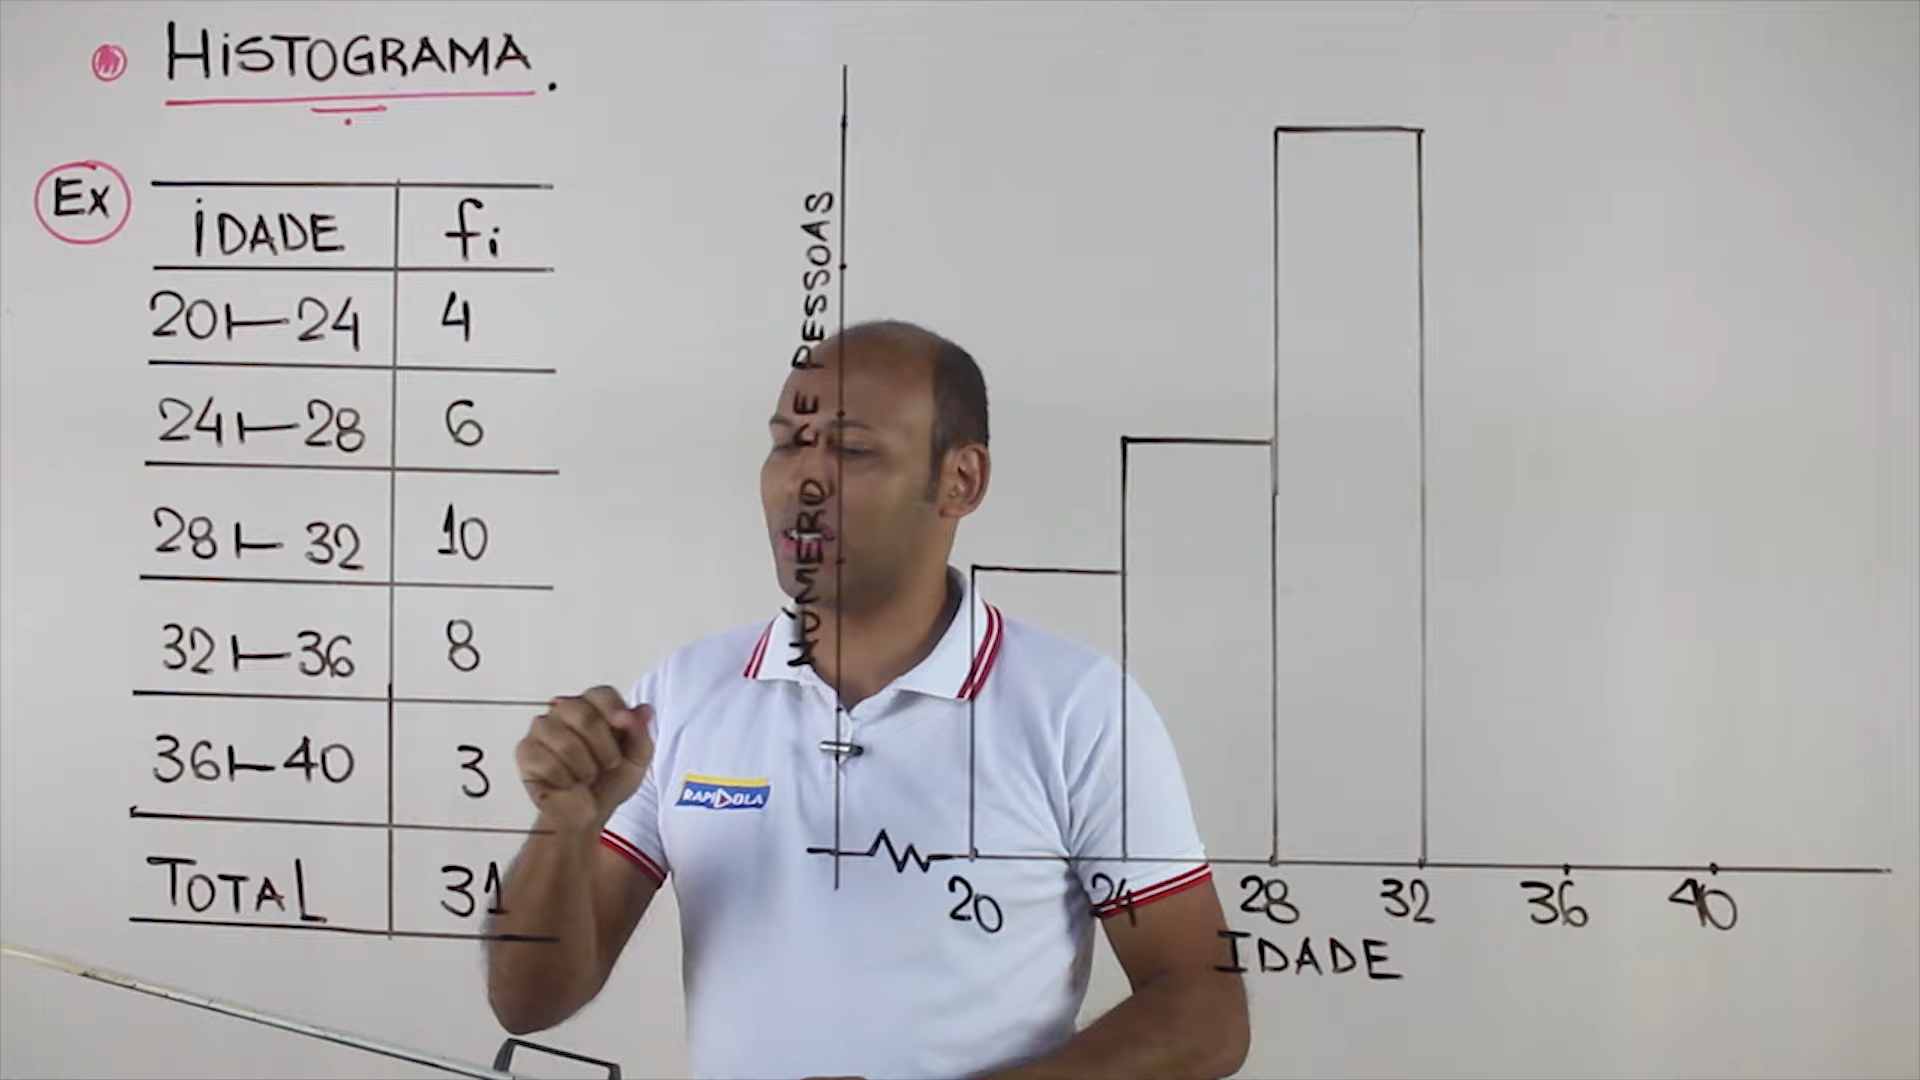 HiSTOGRAMA.
Ex
iDADE fi
20⊢24 4
24⊢28 6
28⊢32 10
32⊢36 8
36⊢40 3
TOTAL 31
NÚMERO DE PESSOAS
20 24 28 32 36 40
IDADE
RAPIDOLA